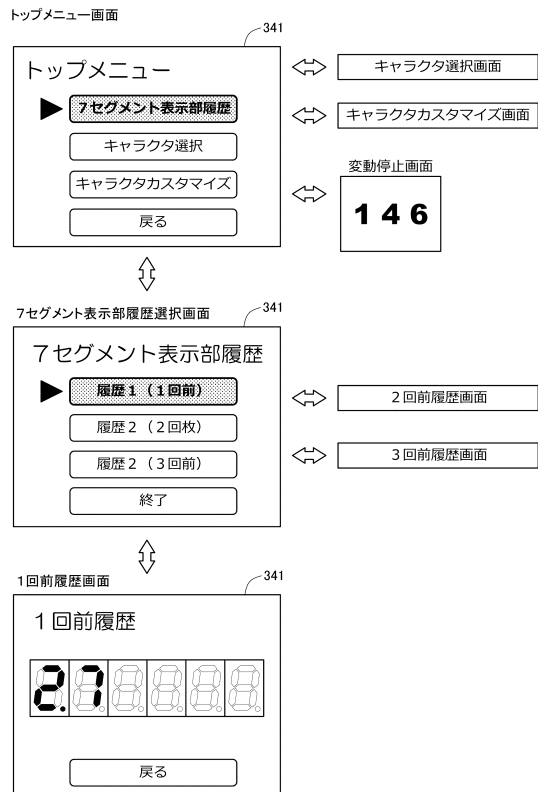 トップメニュー画面
341
トップメニュー
7セグメント表示部履歴
キャラクタ選択
キャラクタカスタマイズ
戻る
キャラクタ選択画面
キャラクタカスタマイズ画面
変動停止画面
146
7セグメント表示部履歴選択画面
341
7セグメント表示部履歴
履歴1(1回前)
履歴2(2回枚)
履歴2(3回前)
終了
2回前履歴画面
3回前履歴画面
1回前履歴画面
341
1回前履歴
2.7
戻る